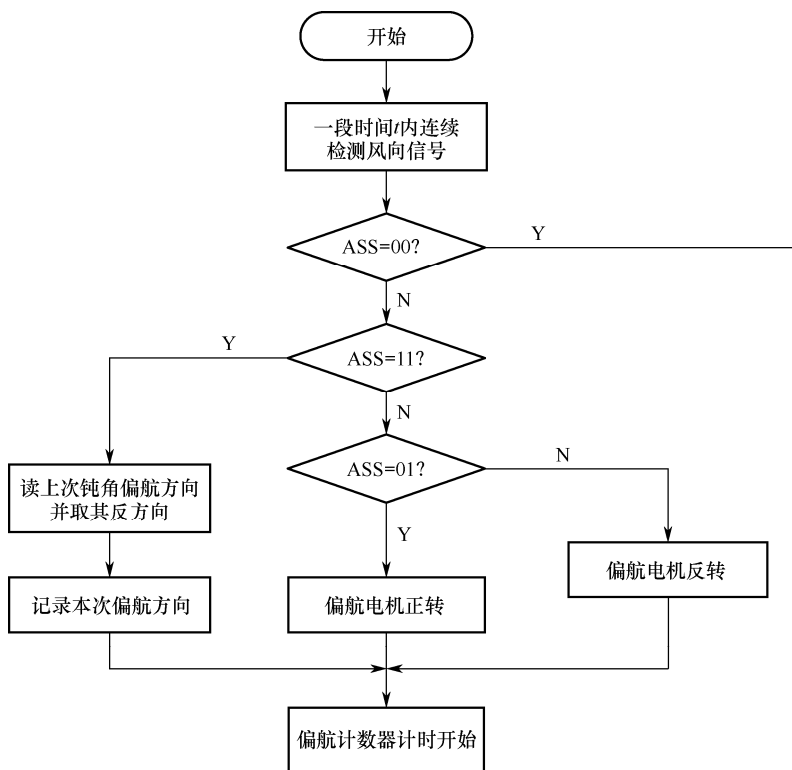 开始
一段时间t内连续
检测风向信号
ASS=00?
Y
N
ASS=11?
Y
N
ASS=01?
N
Y
读上次钝角偏航方向
并取其反方向
偏航电机反转
记录本次偏航方向
偏航电机正转
偏航计数器计时开始